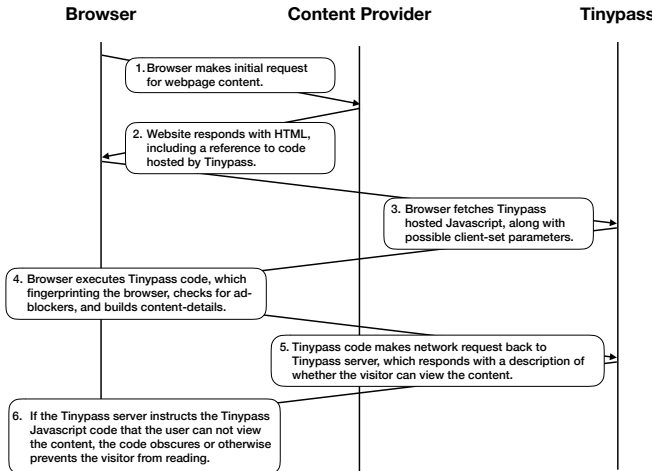 Browser
Content Provider
Tinypass
1. Browser makes initial request
for webpage content.
2. Website responds with HTML,
including a reference to code
hosted by Tinypass.
3. Browser fetches Tinypass
hosted Javascript, along with
possible client-set parameters.
4. Browser executes Tinypass code, which
fingerprinting the browser, checks for ad-
blockers, and builds content-details.
5. Tinypass code makes network request back to
Tinypass server, which responds with a description of
whether the visitor can view the content.
6. If the Tinypass server instructs the Tinypass
Javascript code that the user can not view
the content, the code obscures or otherwise
prevents the visitor from reading.